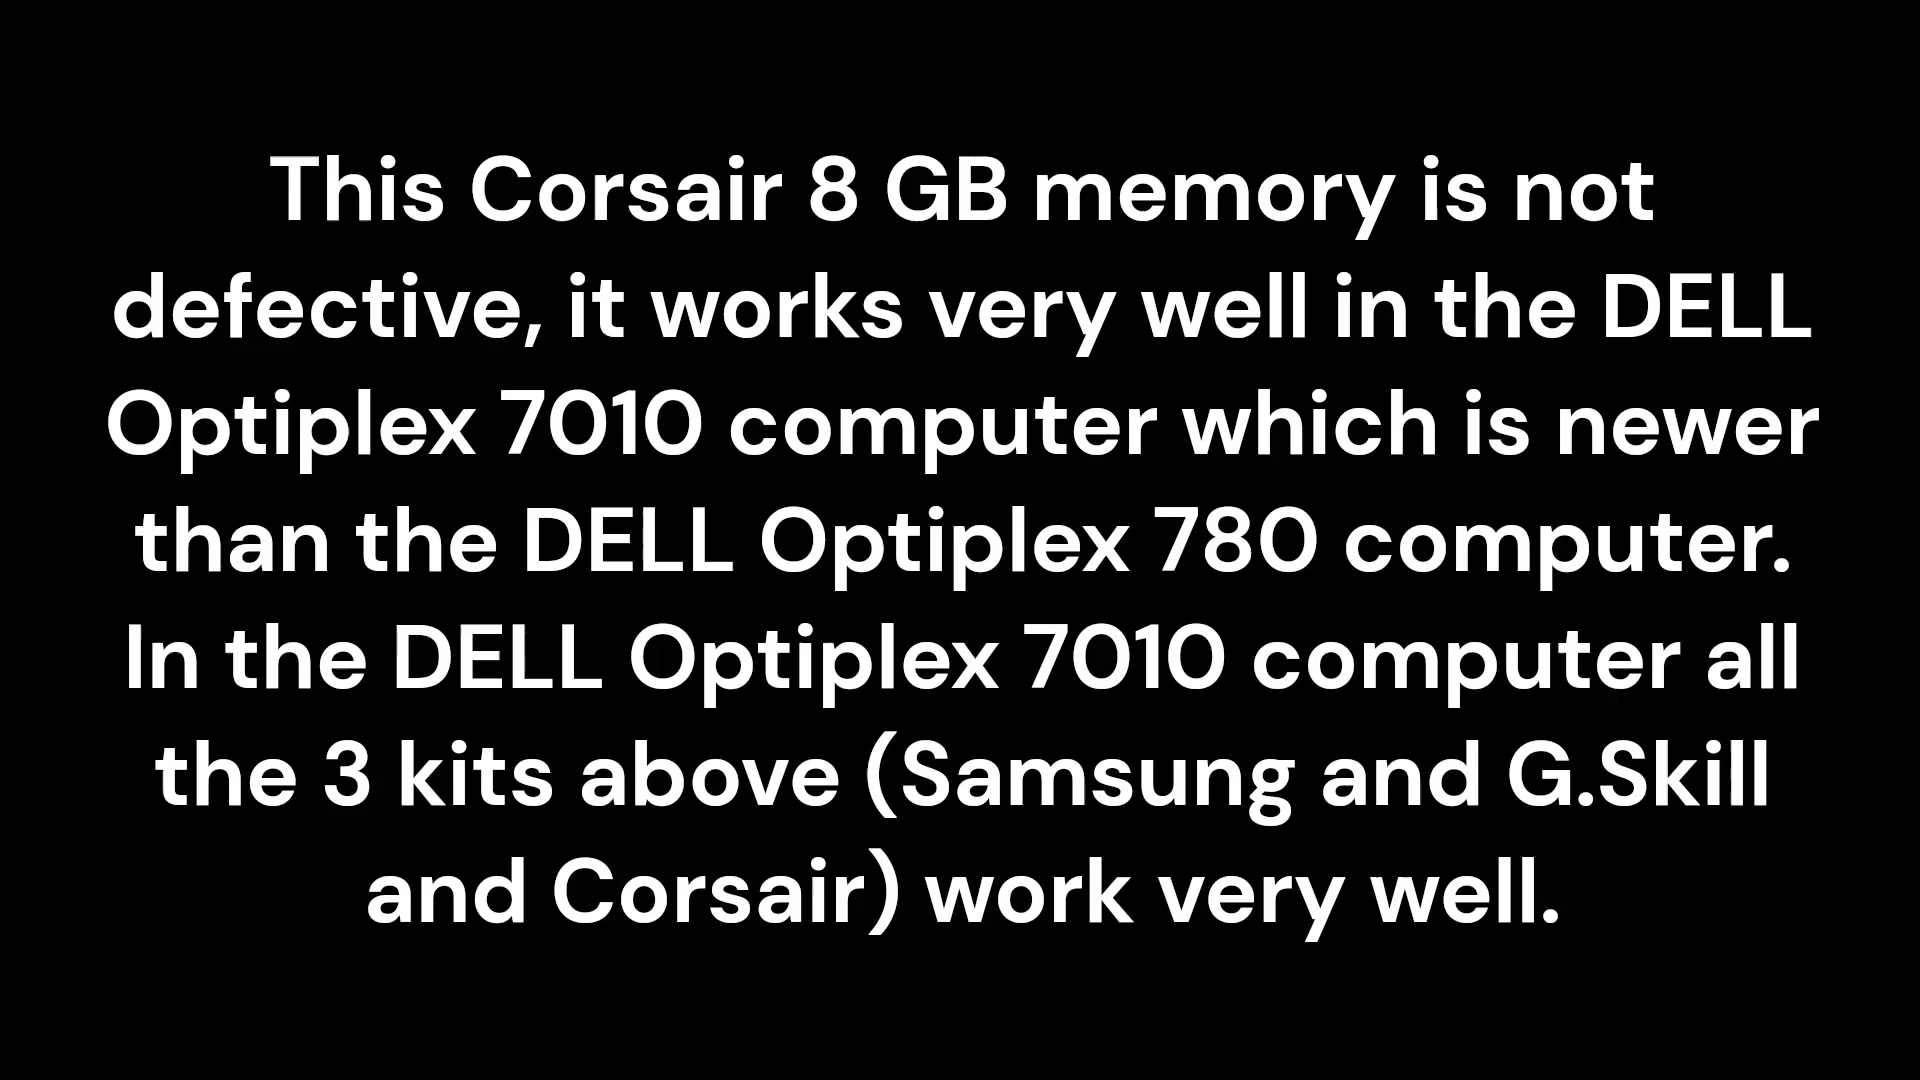 This Corsair 8 GB memory is not
defective, it works very well in the DELL
Optiplex 7010 computer which is newer
than the DELL Optiplex 780 computer.
In the DELL Optiplex 7010 computer all
the 3 kits above (Samsung and G.Skill
and Corsair) work very well.